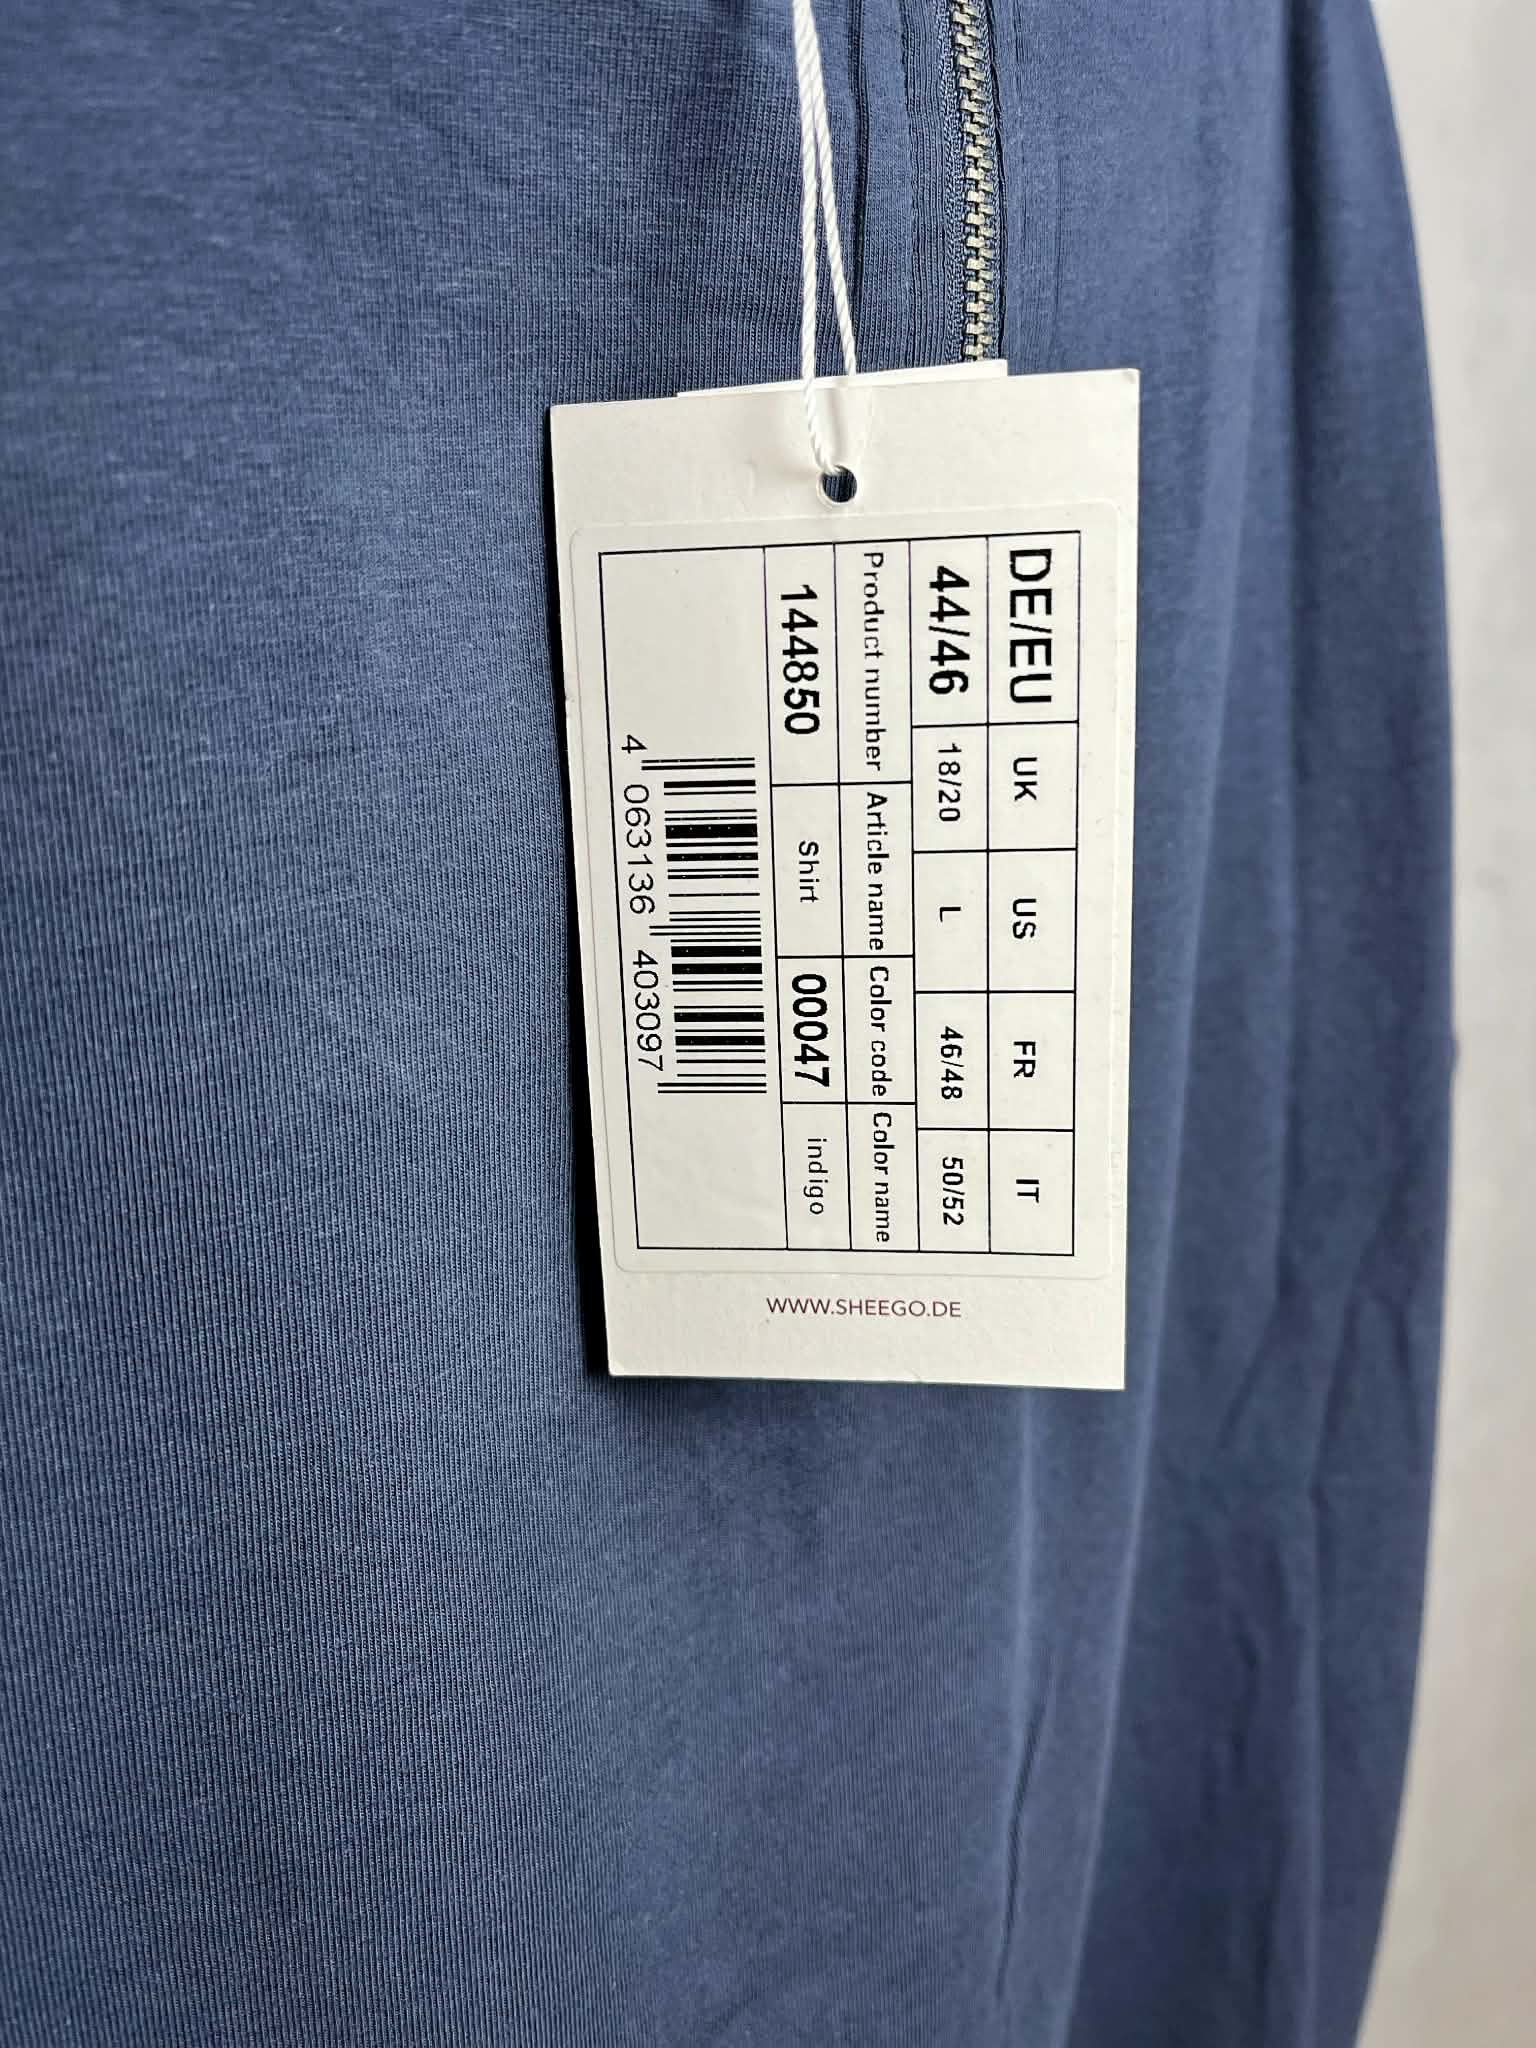 DE/EU UK US FR IT
44/46 18/20 L 46/48 50/52
Product number Article name Color code Color name
144850 Shirt 00047 indigo
4 063136 403097
WWW.SHEEGO.DE